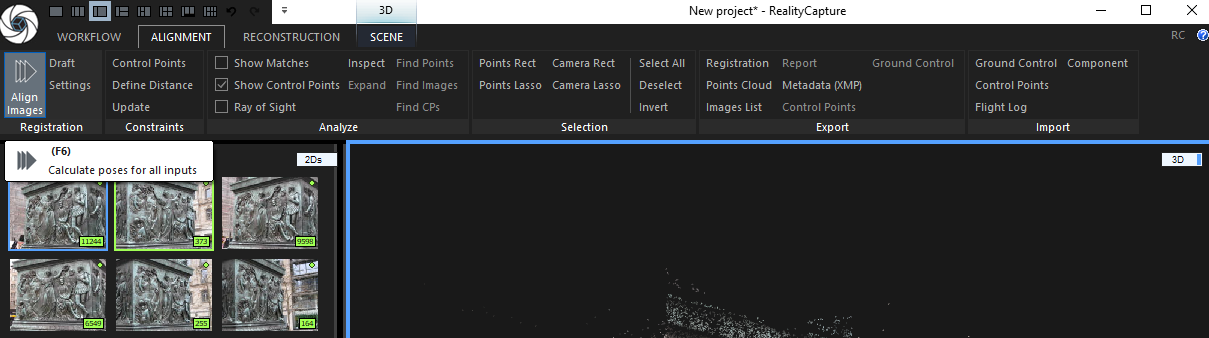 3D
New project* - RealityCapture
WORKFLOW ALIGNMENT RECONSTRUCTION SCENE RC
Align Images
Draft
Settings
Registration
Control Points
Define Distance
Update
Constraints
Show Matches Inspect Find Points
Show Control Points Expand Find Images
Ray of Sight Find CPs
Analyze
Points Rect Camera Rect Select All
Points Lasso Camera Lasso Deselect
Invert
Selection
Registration Report Ground Control
Points Cloud Metadata (XMP)
Images List Control Points
Export
Ground Control Component
Control Points
Flight Log
Import
(F6)
Calculate poses for all inputs
2Ds
3D
11244 373 9598
6549 255 164